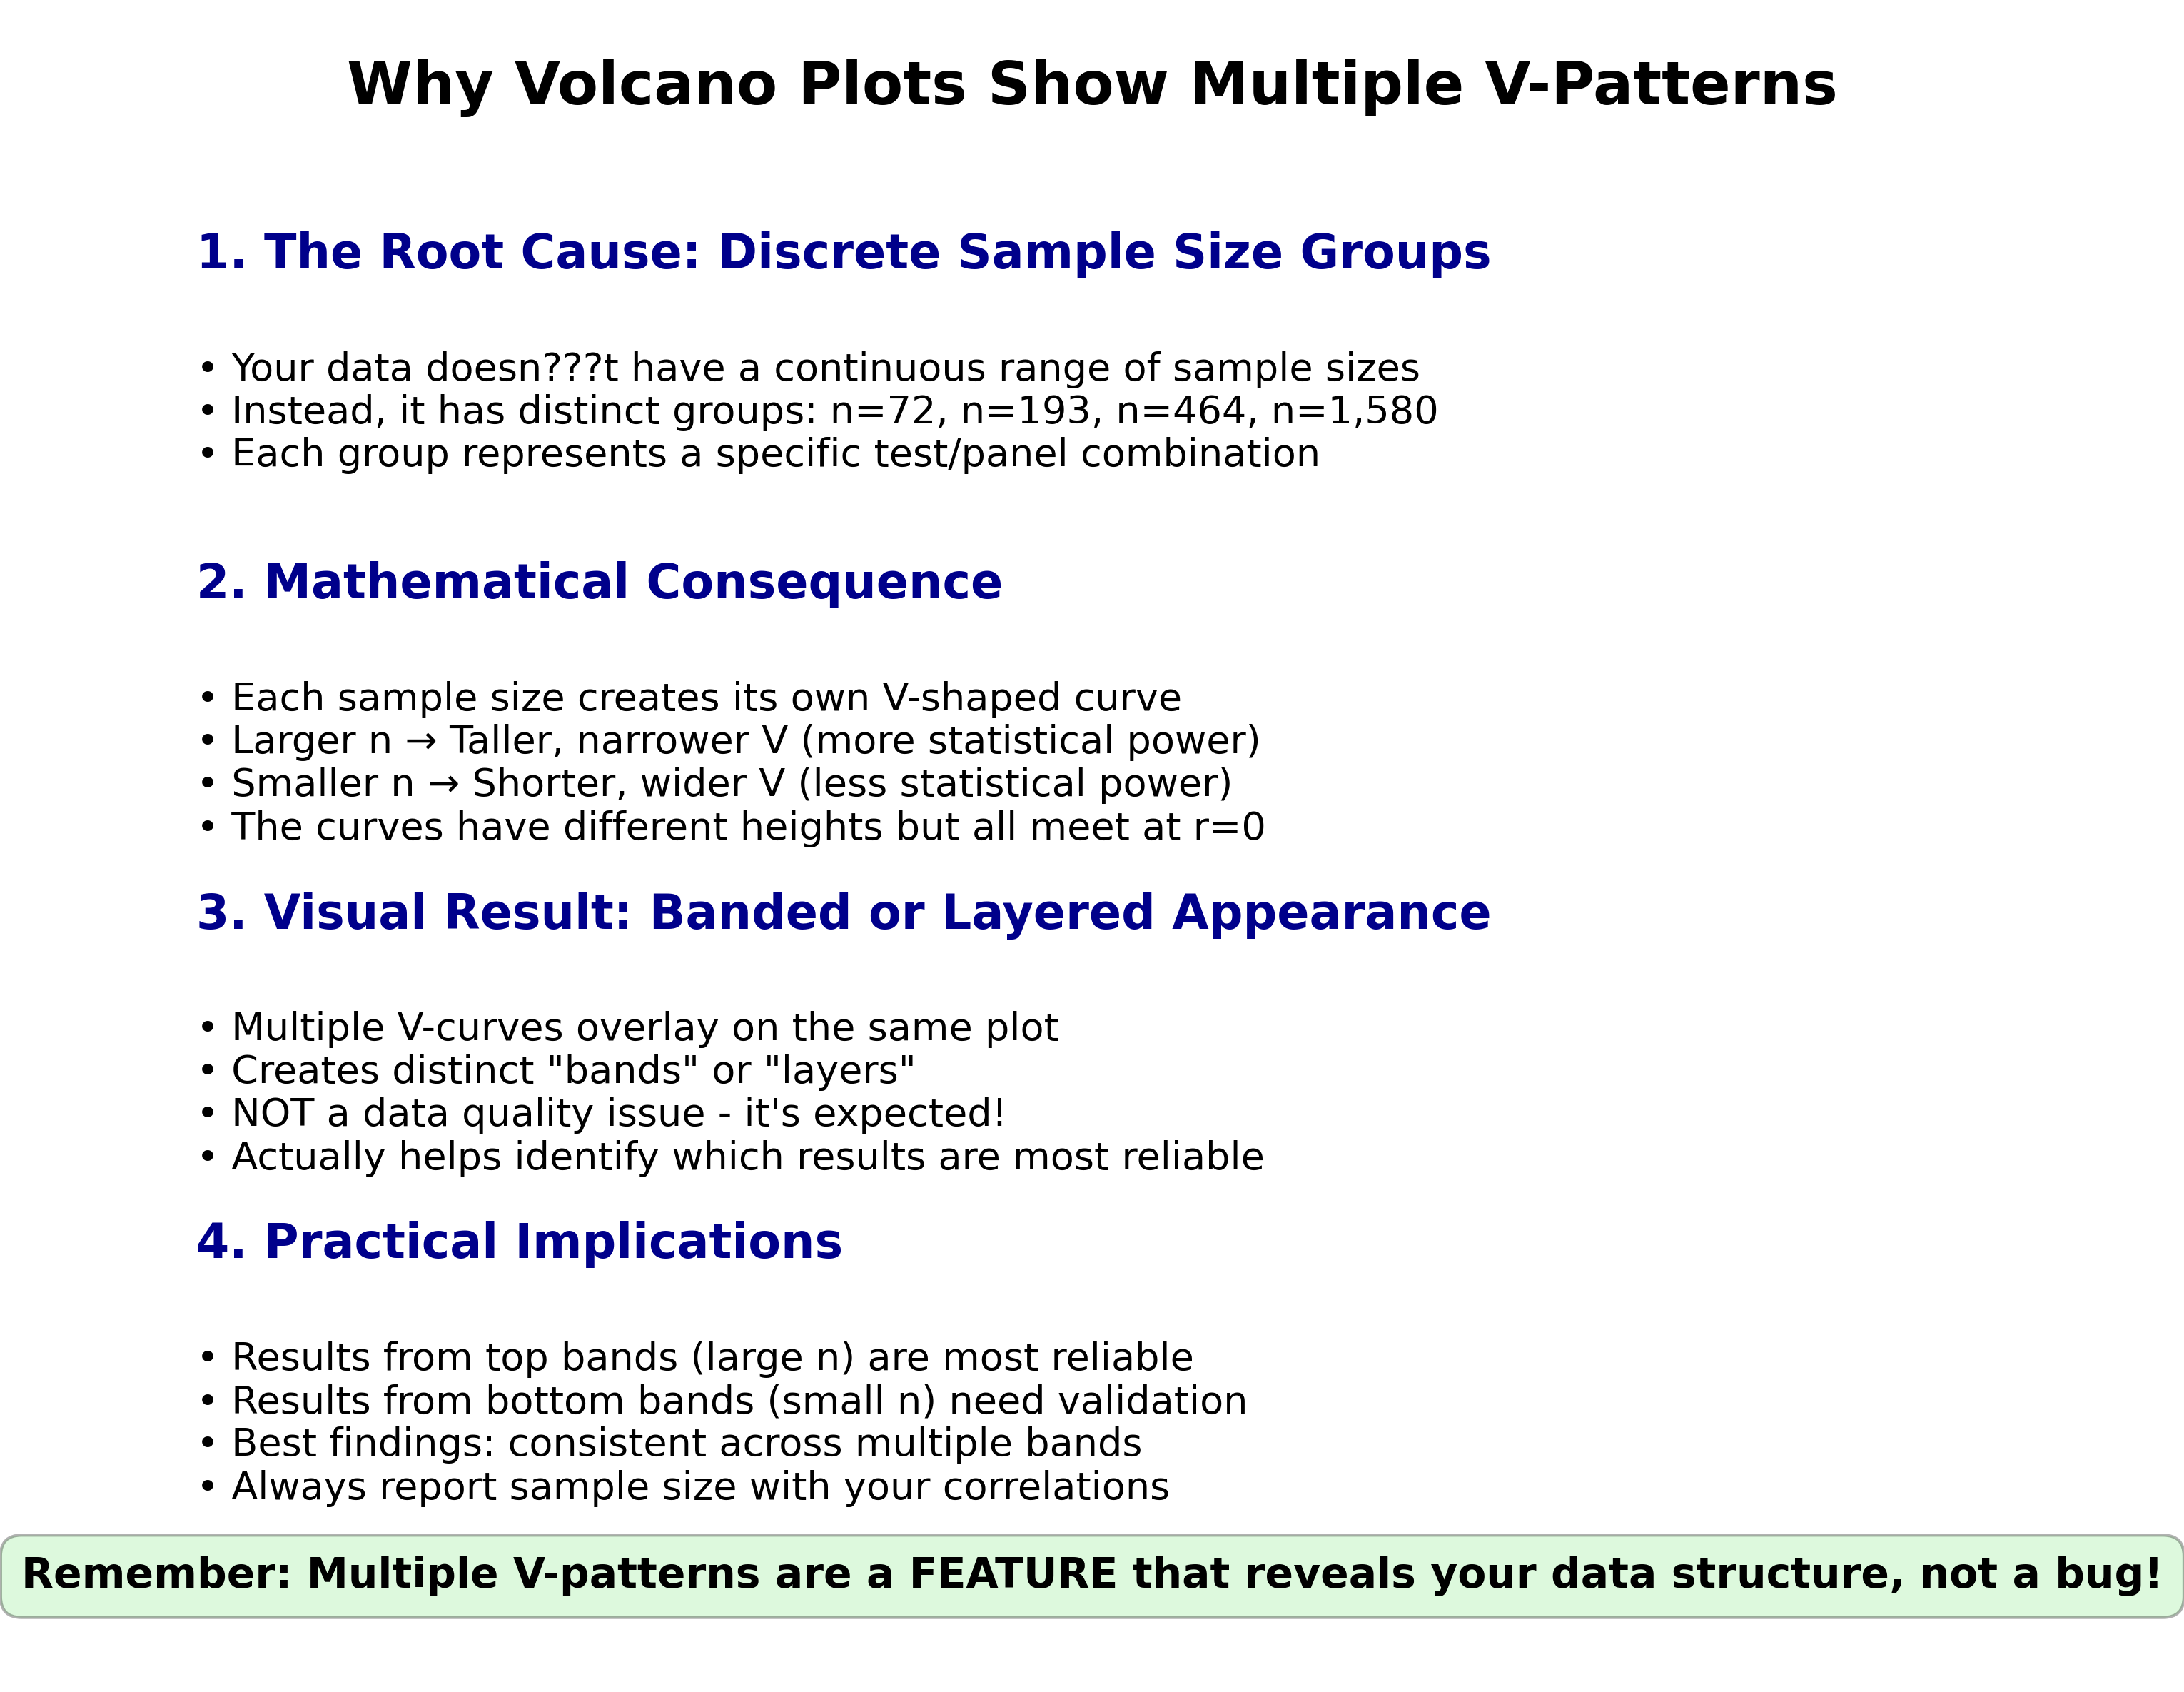 Why Volcano Plots Show Multiple V-Patterns
1. The Root Cause: Discrete Sample Size Groups
• Your data doesn???t have a continuous range of sample sizes
• Instead, it has distinct groups: n=72, n=193, n=464, n=1,580
• Each group represents a specific test/panel combination
2. Mathematical Consequence
• Each sample size creates its own V-shaped curve
• Larger n → Taller, narrower V (more statistical power)
• Smaller n → Shorter, wider V (less statistical power)
• The curves have different heights but all meet at r=0
3. Visual Result: Banded or Layered Appearance
• Multiple V-curves overlay on the same plot
• Creates distinct "bands" or "layers"
• NOT a data quality issue - it's expected!
• Actually helps identify which results are most reliable
4. Practical Implications
• Results from top bands (large n) are most reliable
• Results from bottom bands (small n) need validation
• Best findings: consistent across multiple bands
• Always report sample size with your correlations
Remember: Multiple V-patterns are a FEATURE that reveals your data structure, not a bug!